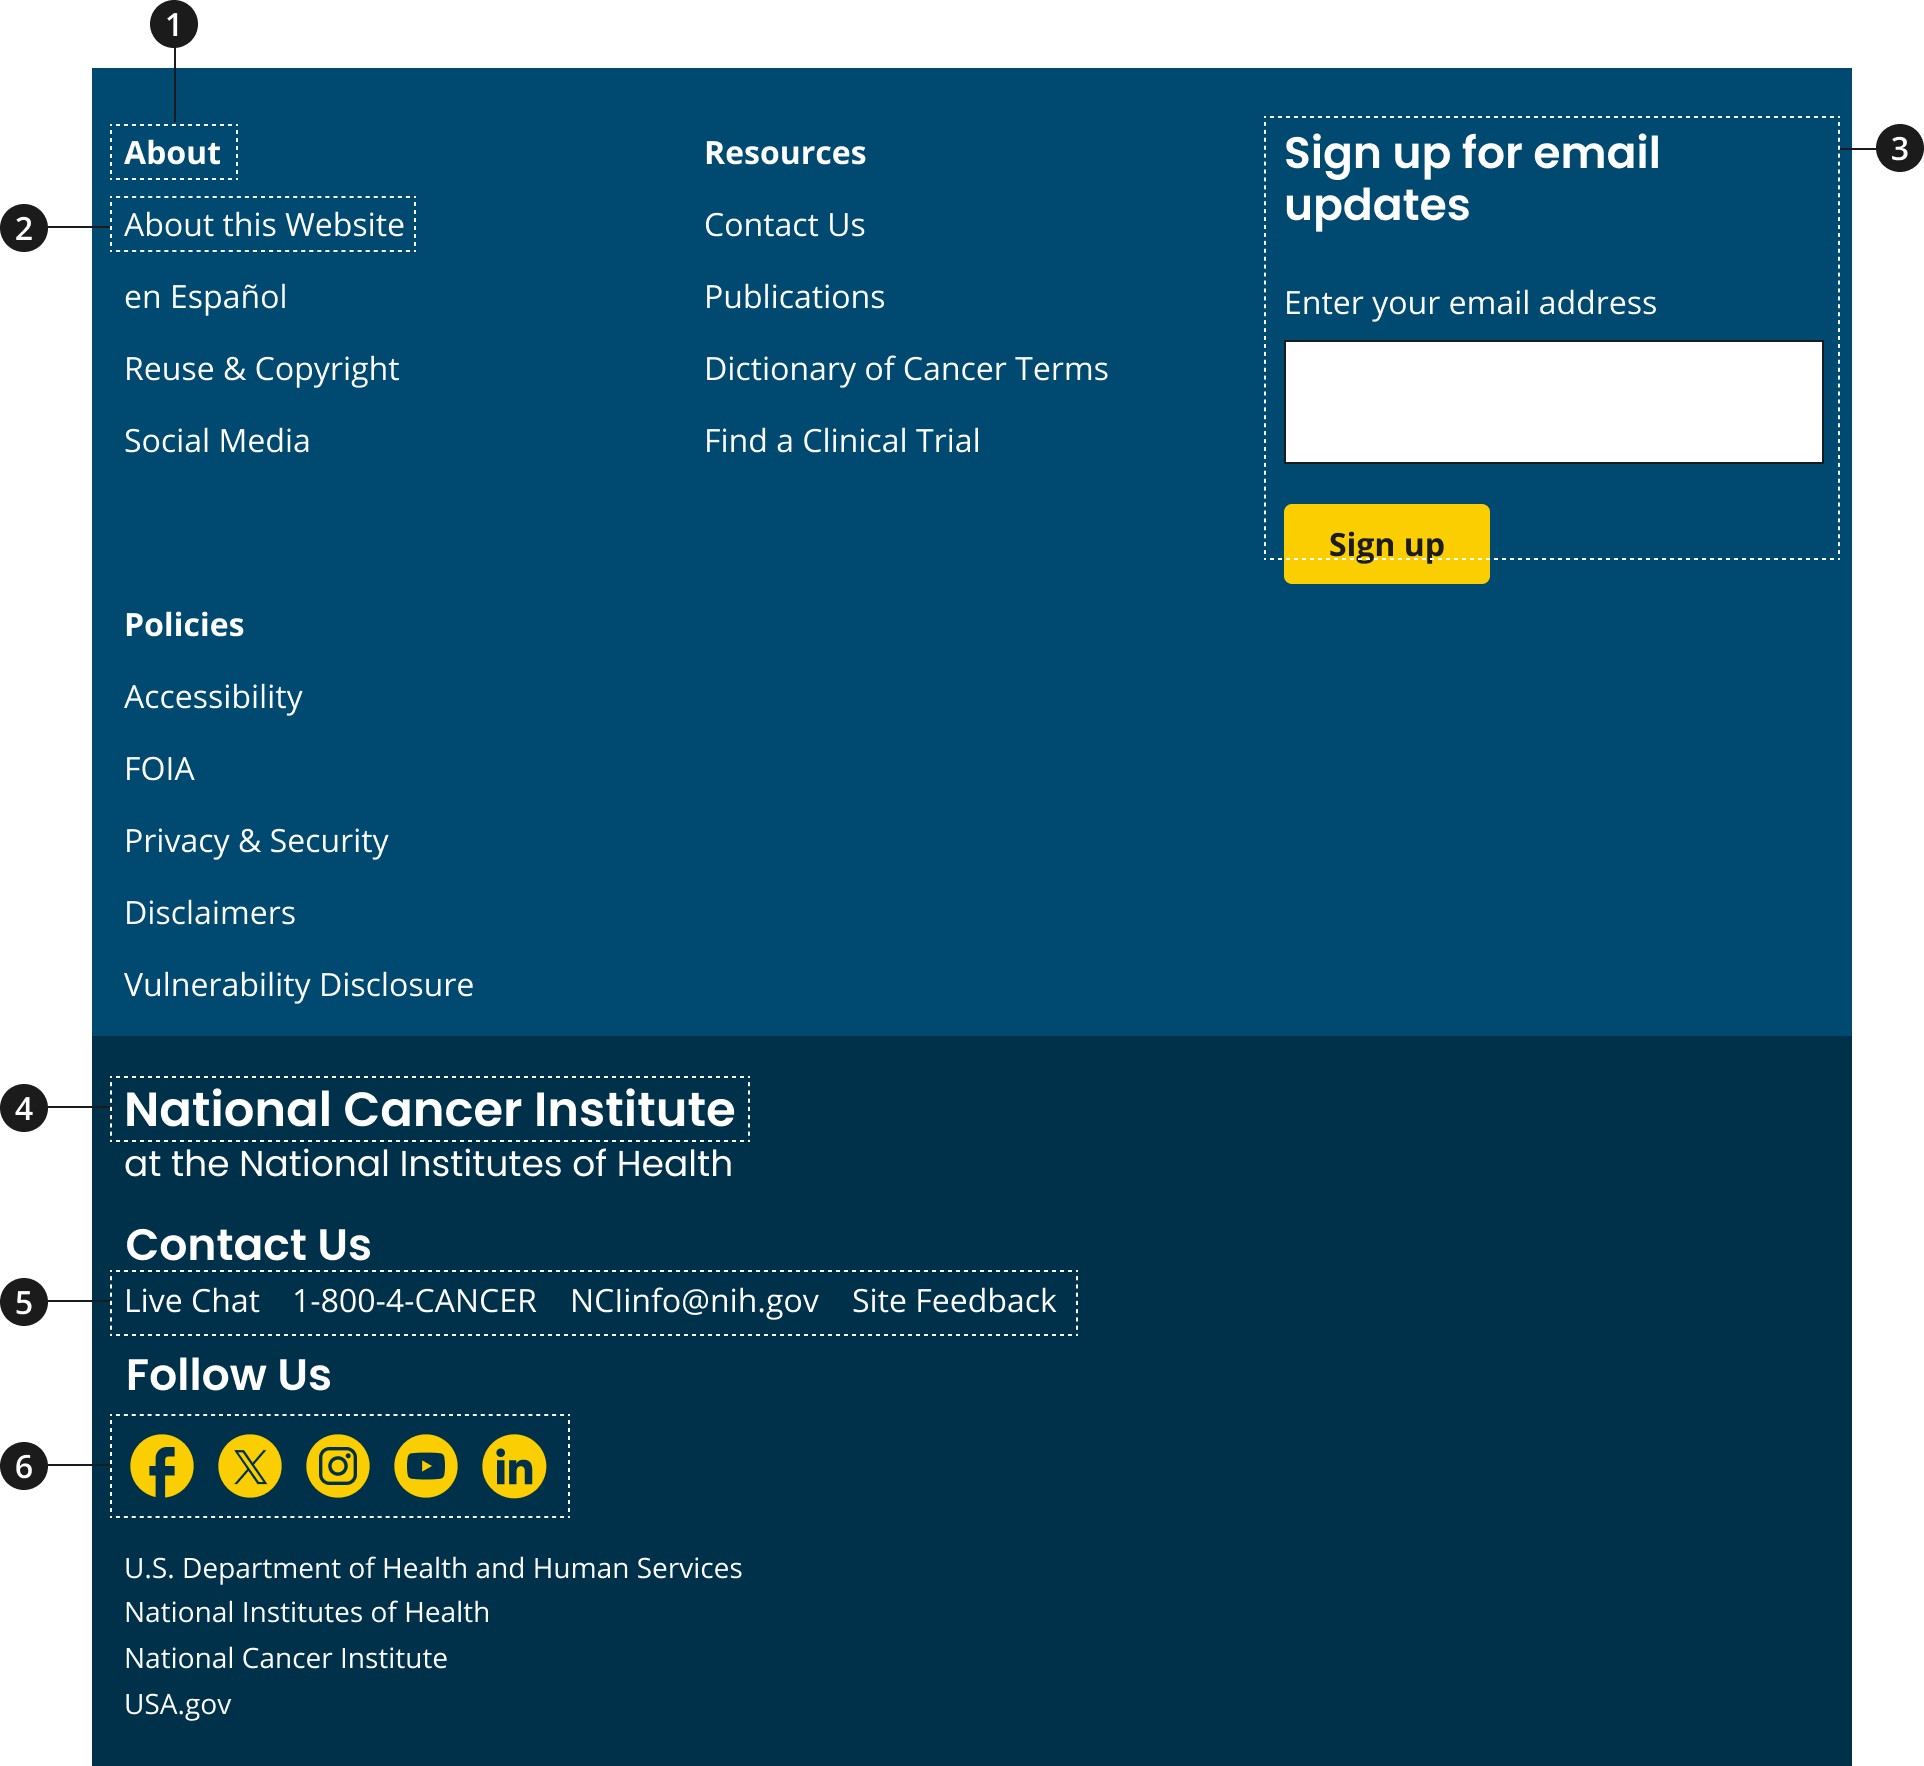 1
About
2
About this Website
en Español
Reuse & Copyright
Social Media
Resources
Contact Us
Publications
Dictionary of Cancer Terms
Find a Clinical Trial
3
Sign up for email
updates
Enter your email address
Sign up
Policies
Accessibility
FOIA
Privacy & Security
Disclaimers
Vulnerability Disclosure
4
National Cancer Institute
at the National Institutes of Health
Contact Us
5
Live Chat 1-800-4-CANCER NCIinfo@nih.gov Site Feedback
Follow Us
6
U.S. Department of Health and Human Services
National Institutes of Health
National Cancer Institute
USA.gov